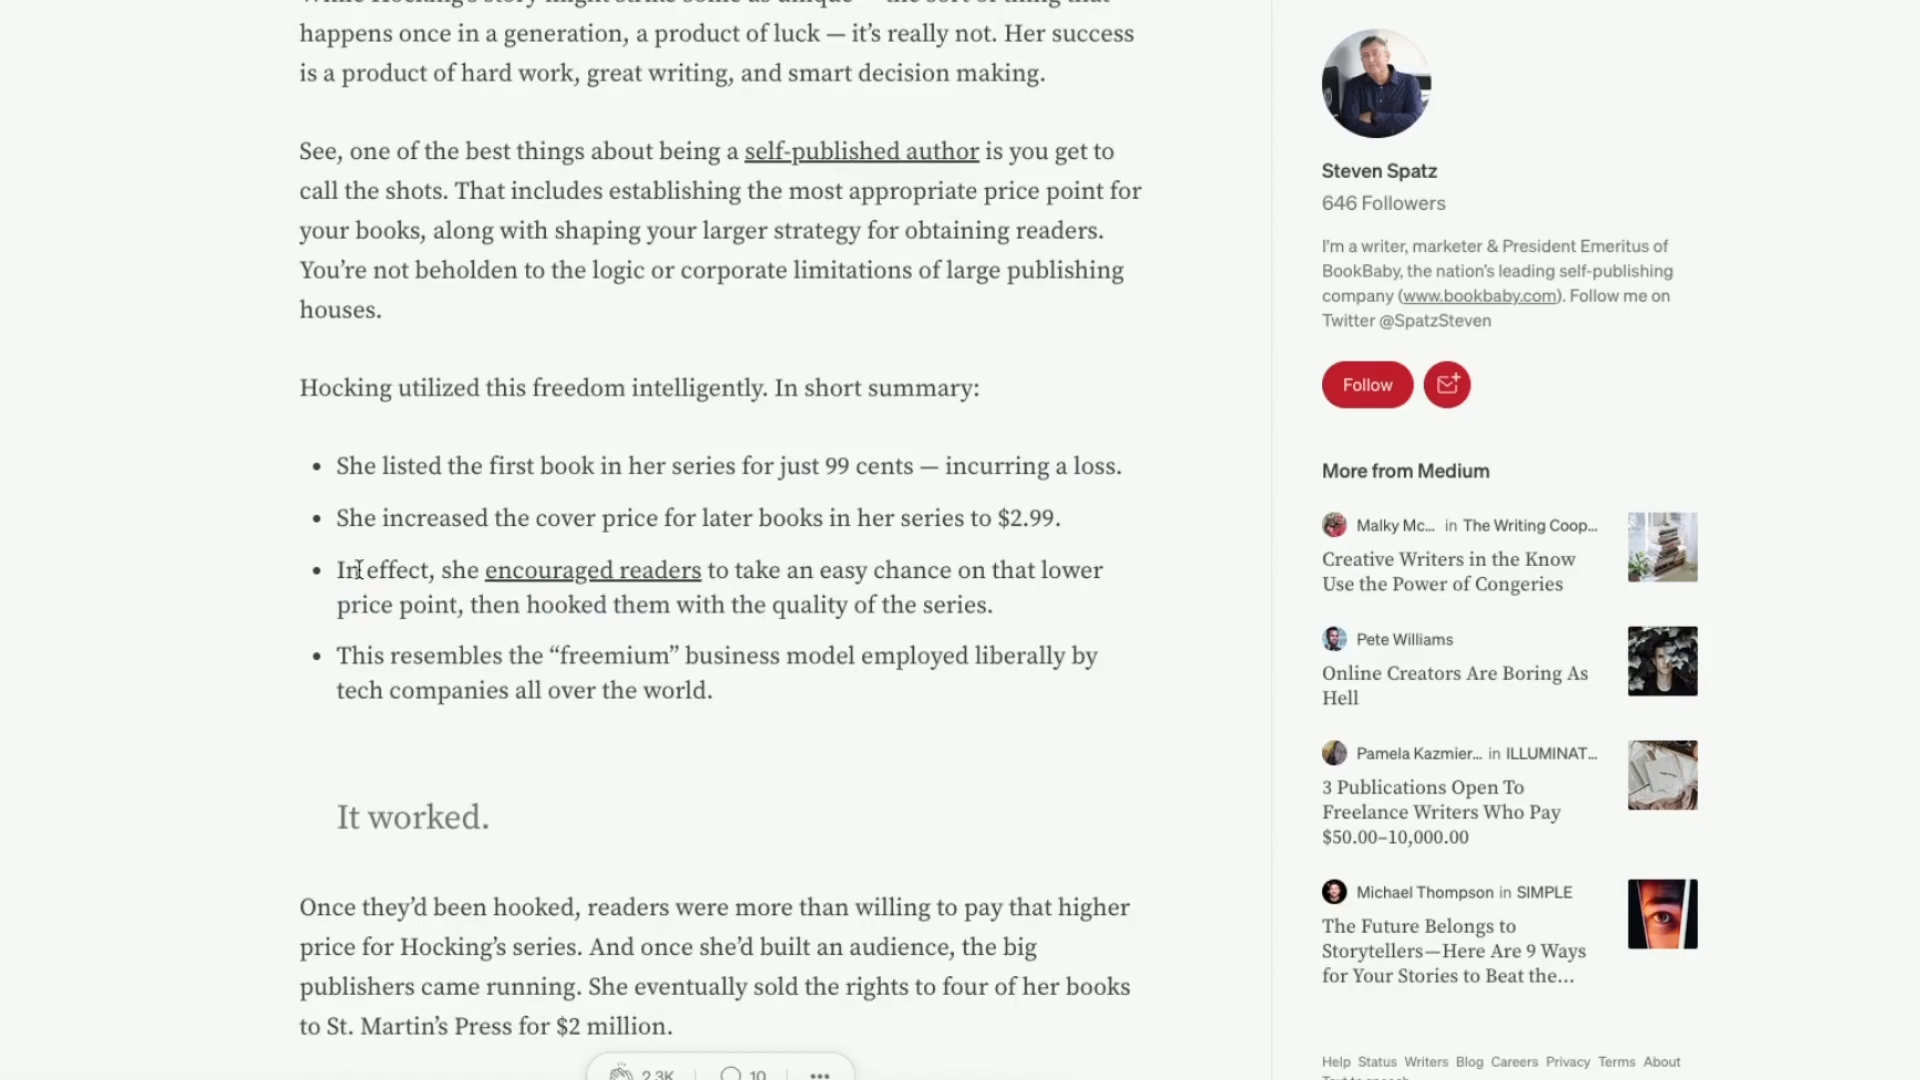 happens once in a generation, a product of luck — it’s really not. Her success
is a product of hard work, great writing, and smart decision making.
See, one of the best things about being a self-published author is you get to
call the shots. That includes establishing the most appropriate price point for
your books, along with shaping your larger strategy for obtaining readers.
You’re not beholden to the logic or corporate limitations of large publishing
houses.
Hocking utilized this freedom intelligently. In short summary:
• She listed the first book in her series for just 99 cents — incurring a loss.
• She increased the cover price for later books in her series to $2.99.
• In effect, she encouraged readers to take an easy chance on that lower
price point, then hooked them with the quality of the series.
• This resembles the “freemium” business model employed liberally by
tech companies all over the world.
It worked.
Once they’d been hooked, readers were more than willing to pay that higher
price for Hocking’s series. And once she’d built an audience, the big
publishers came running. She eventually sold the rights to four of her books
to St. Martin’s Press for $2 million.
2.3K
10
Steven Spatz
646 Followers
I’m a writer, marketer & President Emeritus of
BookBaby, the nation’s leading self-publishing
company (www.bookbaby.com). Follow me on
Twitter @SpatzSteven
Follow
More from Medium
Malky Mc... in The Writing Coop...
Creative Writers in the Know
Use the Power of Congeries
Pete Williams
Online Creators Are Boring As
Hell
Pamela Kazmier... in ILLUMINAT...
3 Publications Open To
Freelance Writers Who Pay
$50.00–10,000.00
Michael Thompson in SIMPLE
The Future Belongs to
Storytellers—Here Are 9 Ways
for Your Stories to Beat the...
Help Status Writers Blog Careers Privacy Terms About